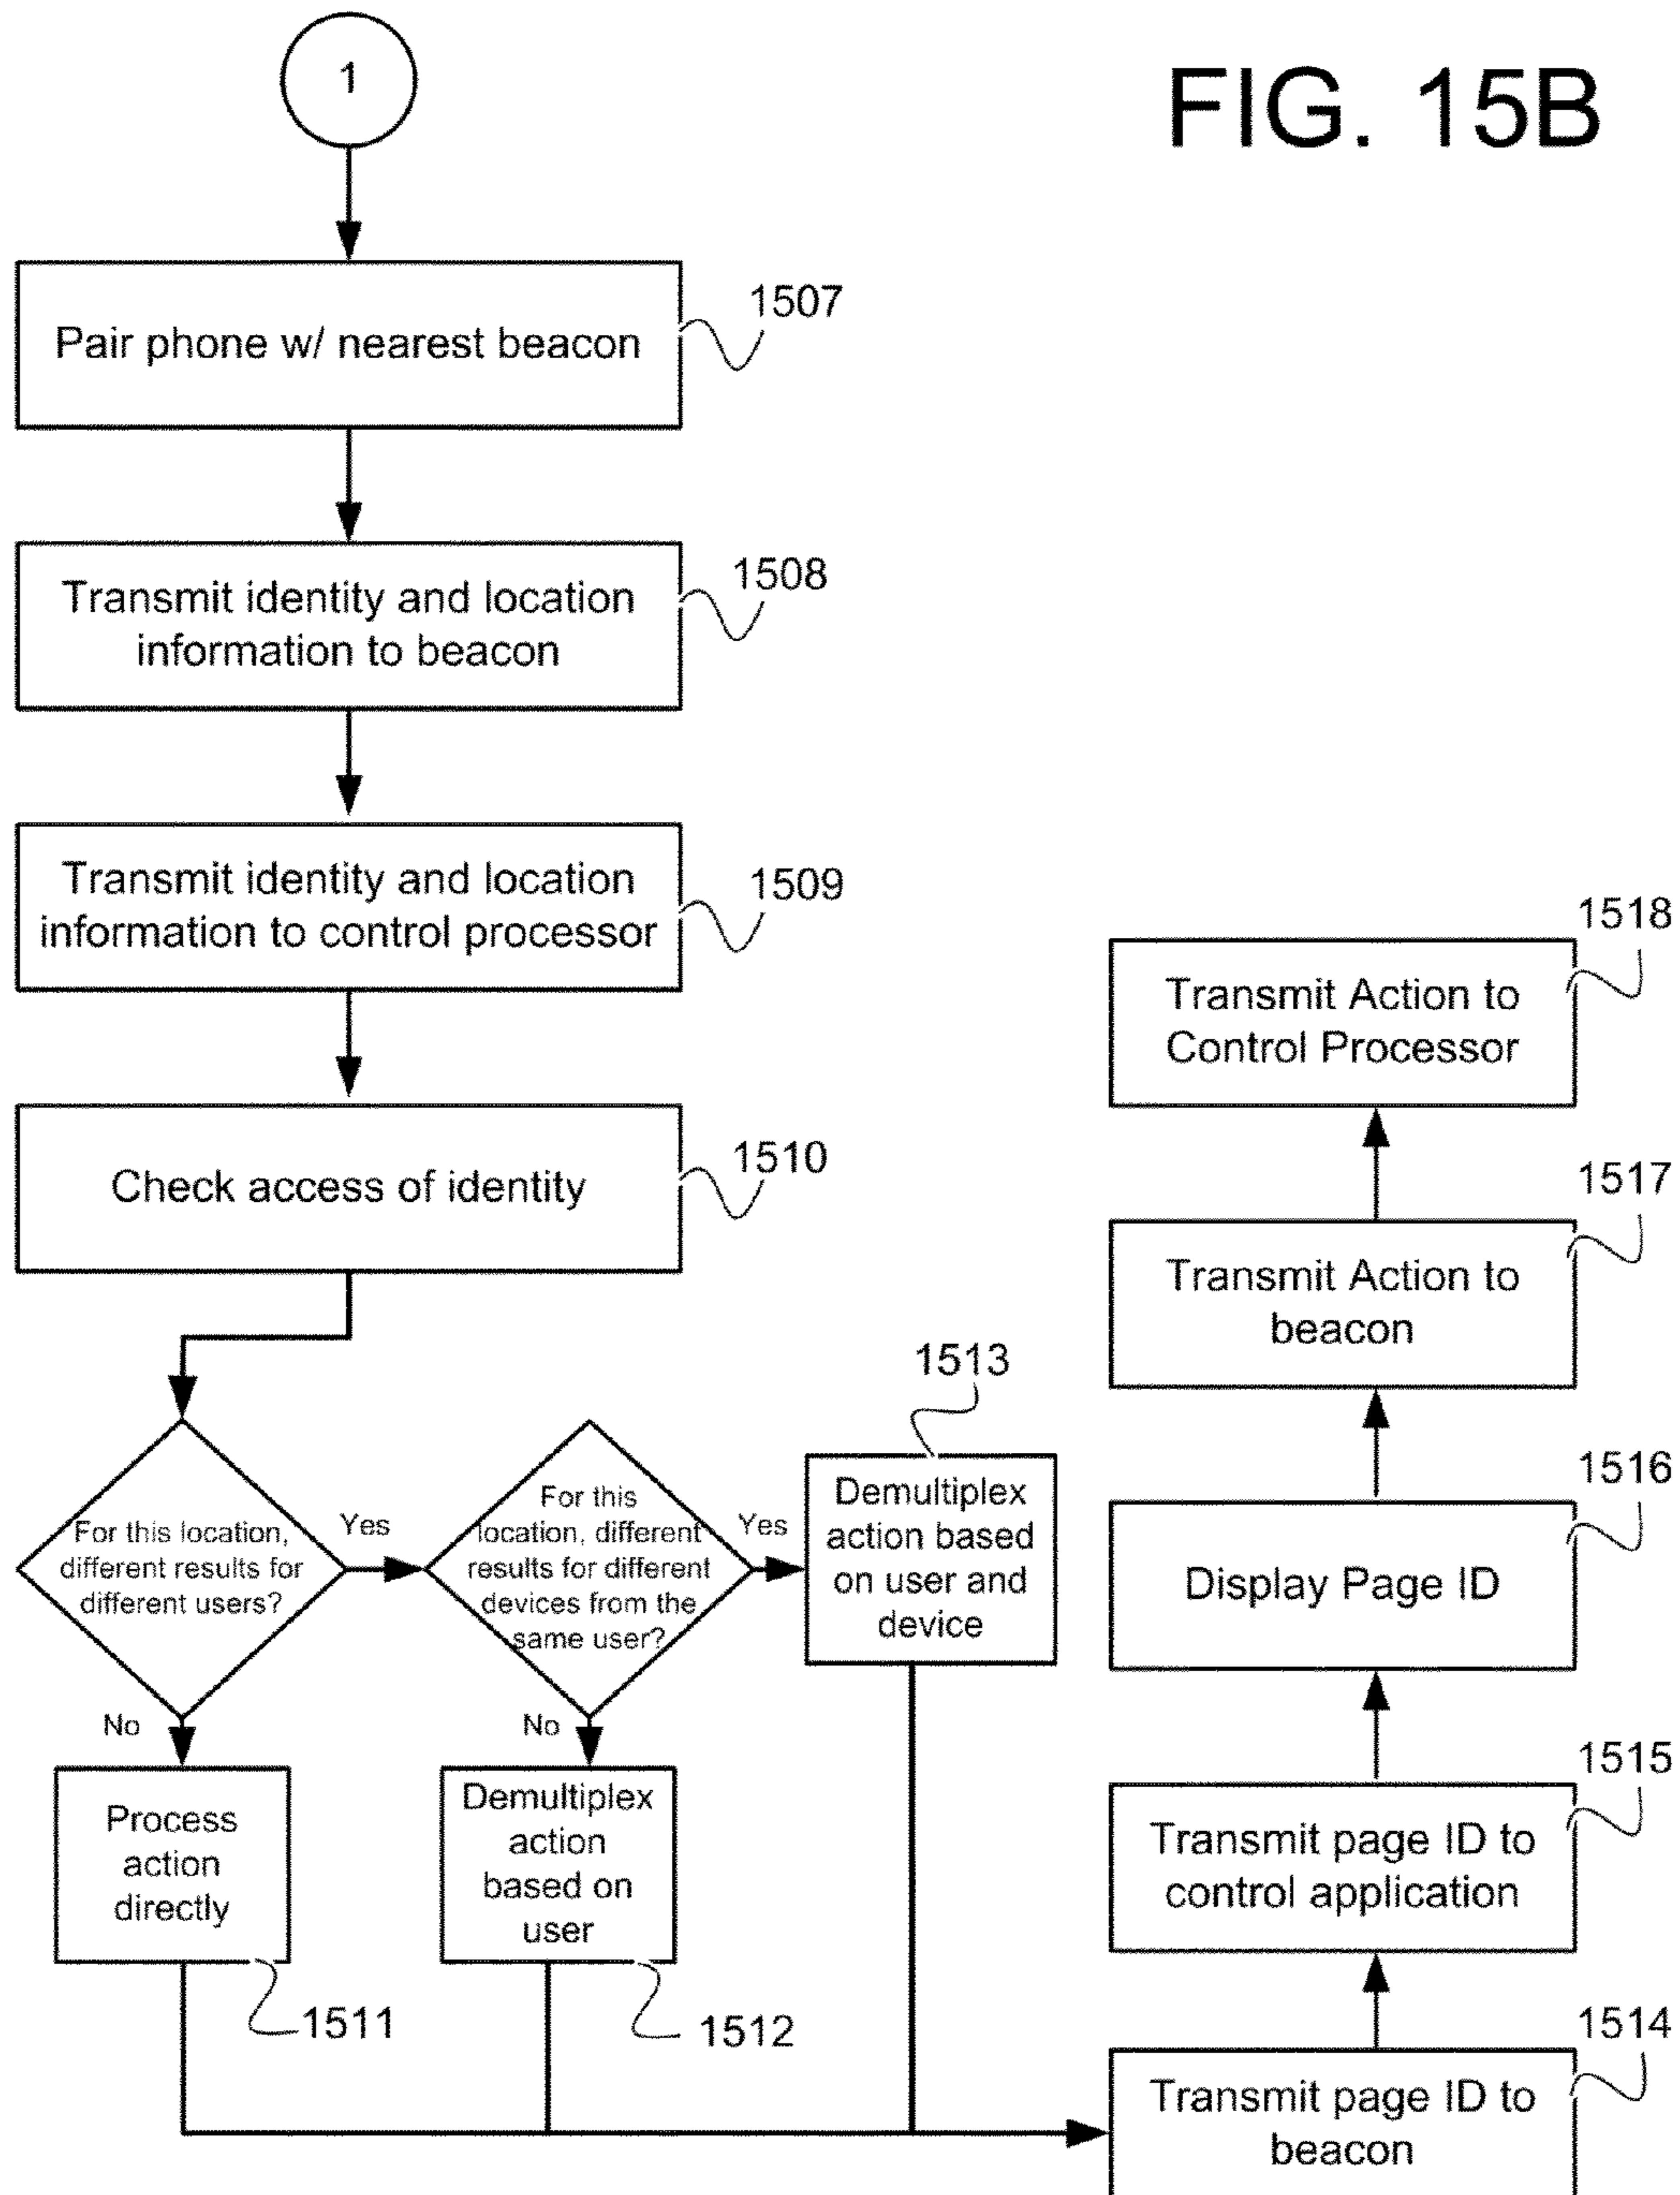 1
FIG. 15B
Pair phone w/ nearest beacon
1507
Transmit identity and location
information to beacon
1508
Transmit identity and location
information to control processor
1509
Check access of identity
1510
For this location,
different results for
different users?
Yes
No
For this
location, different
results for different
devices from the
same user?
Yes
No
1513
Demultiplex
action based
on user and
device
Process
action
directly
1511
Demultiplex
action
based on
user
1512
1518
Transmit Action to
Control Processor
1517
Transmit Action to
beacon
1516
Display Page ID
1515
Transmit page ID to
control application
1514
Transmit page ID to
beacon